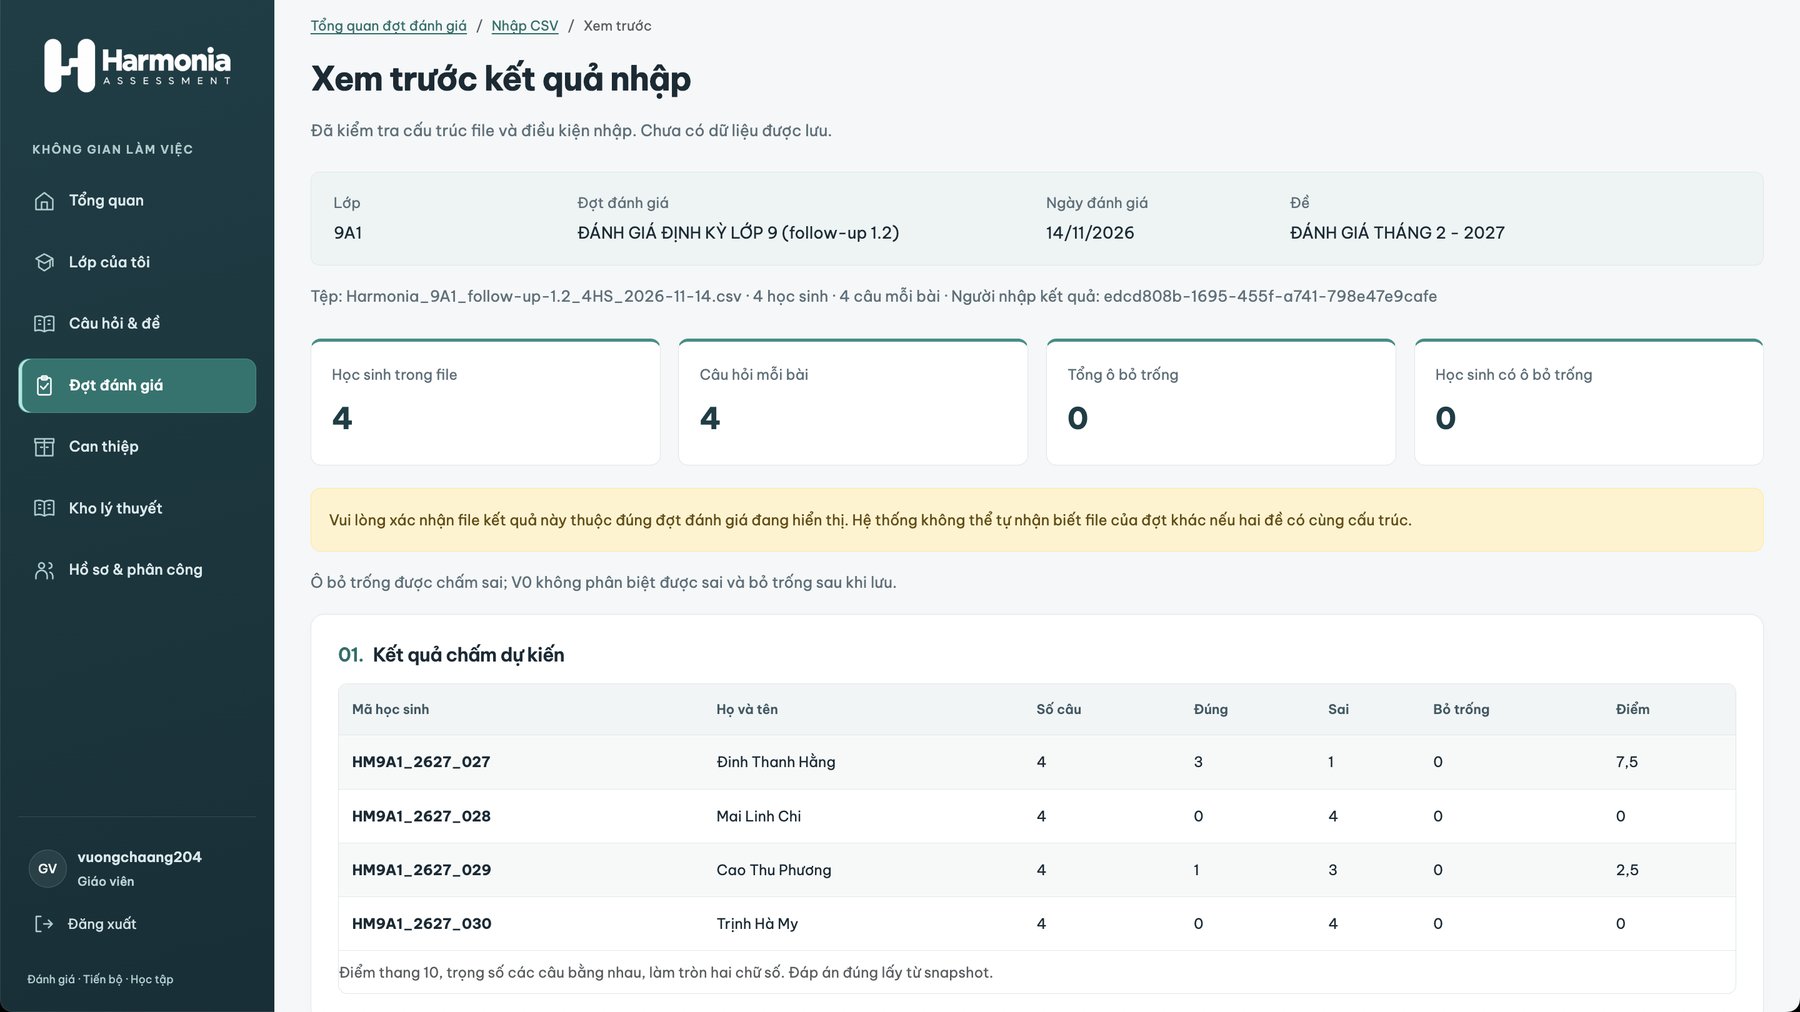 Harmonia
ASSESSMENT
KHÔNG GIAN LÀM VIỆC
Tổng quan
Lớp của tôi
Câu hỏi & đề
Đợt đánh giá
Can thiệp
Kho lý thuyết
Hồ sơ & phân công
GV
vuongchaang204
Giáo viên
Đăng xuất
Đánh giá · Tiến bộ · Học tập
Tổng quan đợt đánh giá / Nhập CSV / Xem trước
Xem trước kết quả nhập
Đã kiểm tra cấu trúc file và điều kiện nhập. Chưa có dữ liệu được lưu.
Lớp Đợt đánh giá Ngày đánh giá Đề
9A1 ĐÁNH GIÁ ĐỊNH KỲ LỚP 9 (follow-up 1.2) 14/11/2026 ĐÁNH GIÁ THÁNG 2 - 2027
Tệp: Harmonia_9A1_follow-up-1.2_4HS_2026-11-14.csv · 4 học sinh · 4 câu mỗi bài · Người nhập kết quả: edcd808b-1695-455f-a741-798e47e9cafe
Học sinh trong file Câu hỏi mỗi bài Tổng ô bỏ trống Học sinh có ô bỏ trống
4 4 0 0
Vui lòng xác nhận file kết quả này thuộc đúng đợt đánh giá đang hiển thị. Hệ thống không thể tự nhận biết file của đợt khác nếu hai đề có cùng cấu trúc.
Ô bỏ trống được chấm sai; V0 không phân biệt được sai và bỏ trống sau khi lưu.
01. Kết quả chấm dự kiến
Mã học sinh Họ và tên Số câu Đúng Sai Bỏ trống Điểm
HM9A1_2627_027 Đinh Thanh Hằng 4 3 1 0 7,5
HM9A1_2627_028 Mai Linh Chi 4 0 4 0 0
HM9A1_2627_029 Cao Thu Phương 4 1 3 0 2,5
HM9A1_2627_030 Trịnh Hà My 4 0 4 0 0
Điểm thang 10, trọng số các câu bằng nhau, làm tròn hai chữ số. Đáp án đúng lấy từ snapshot.